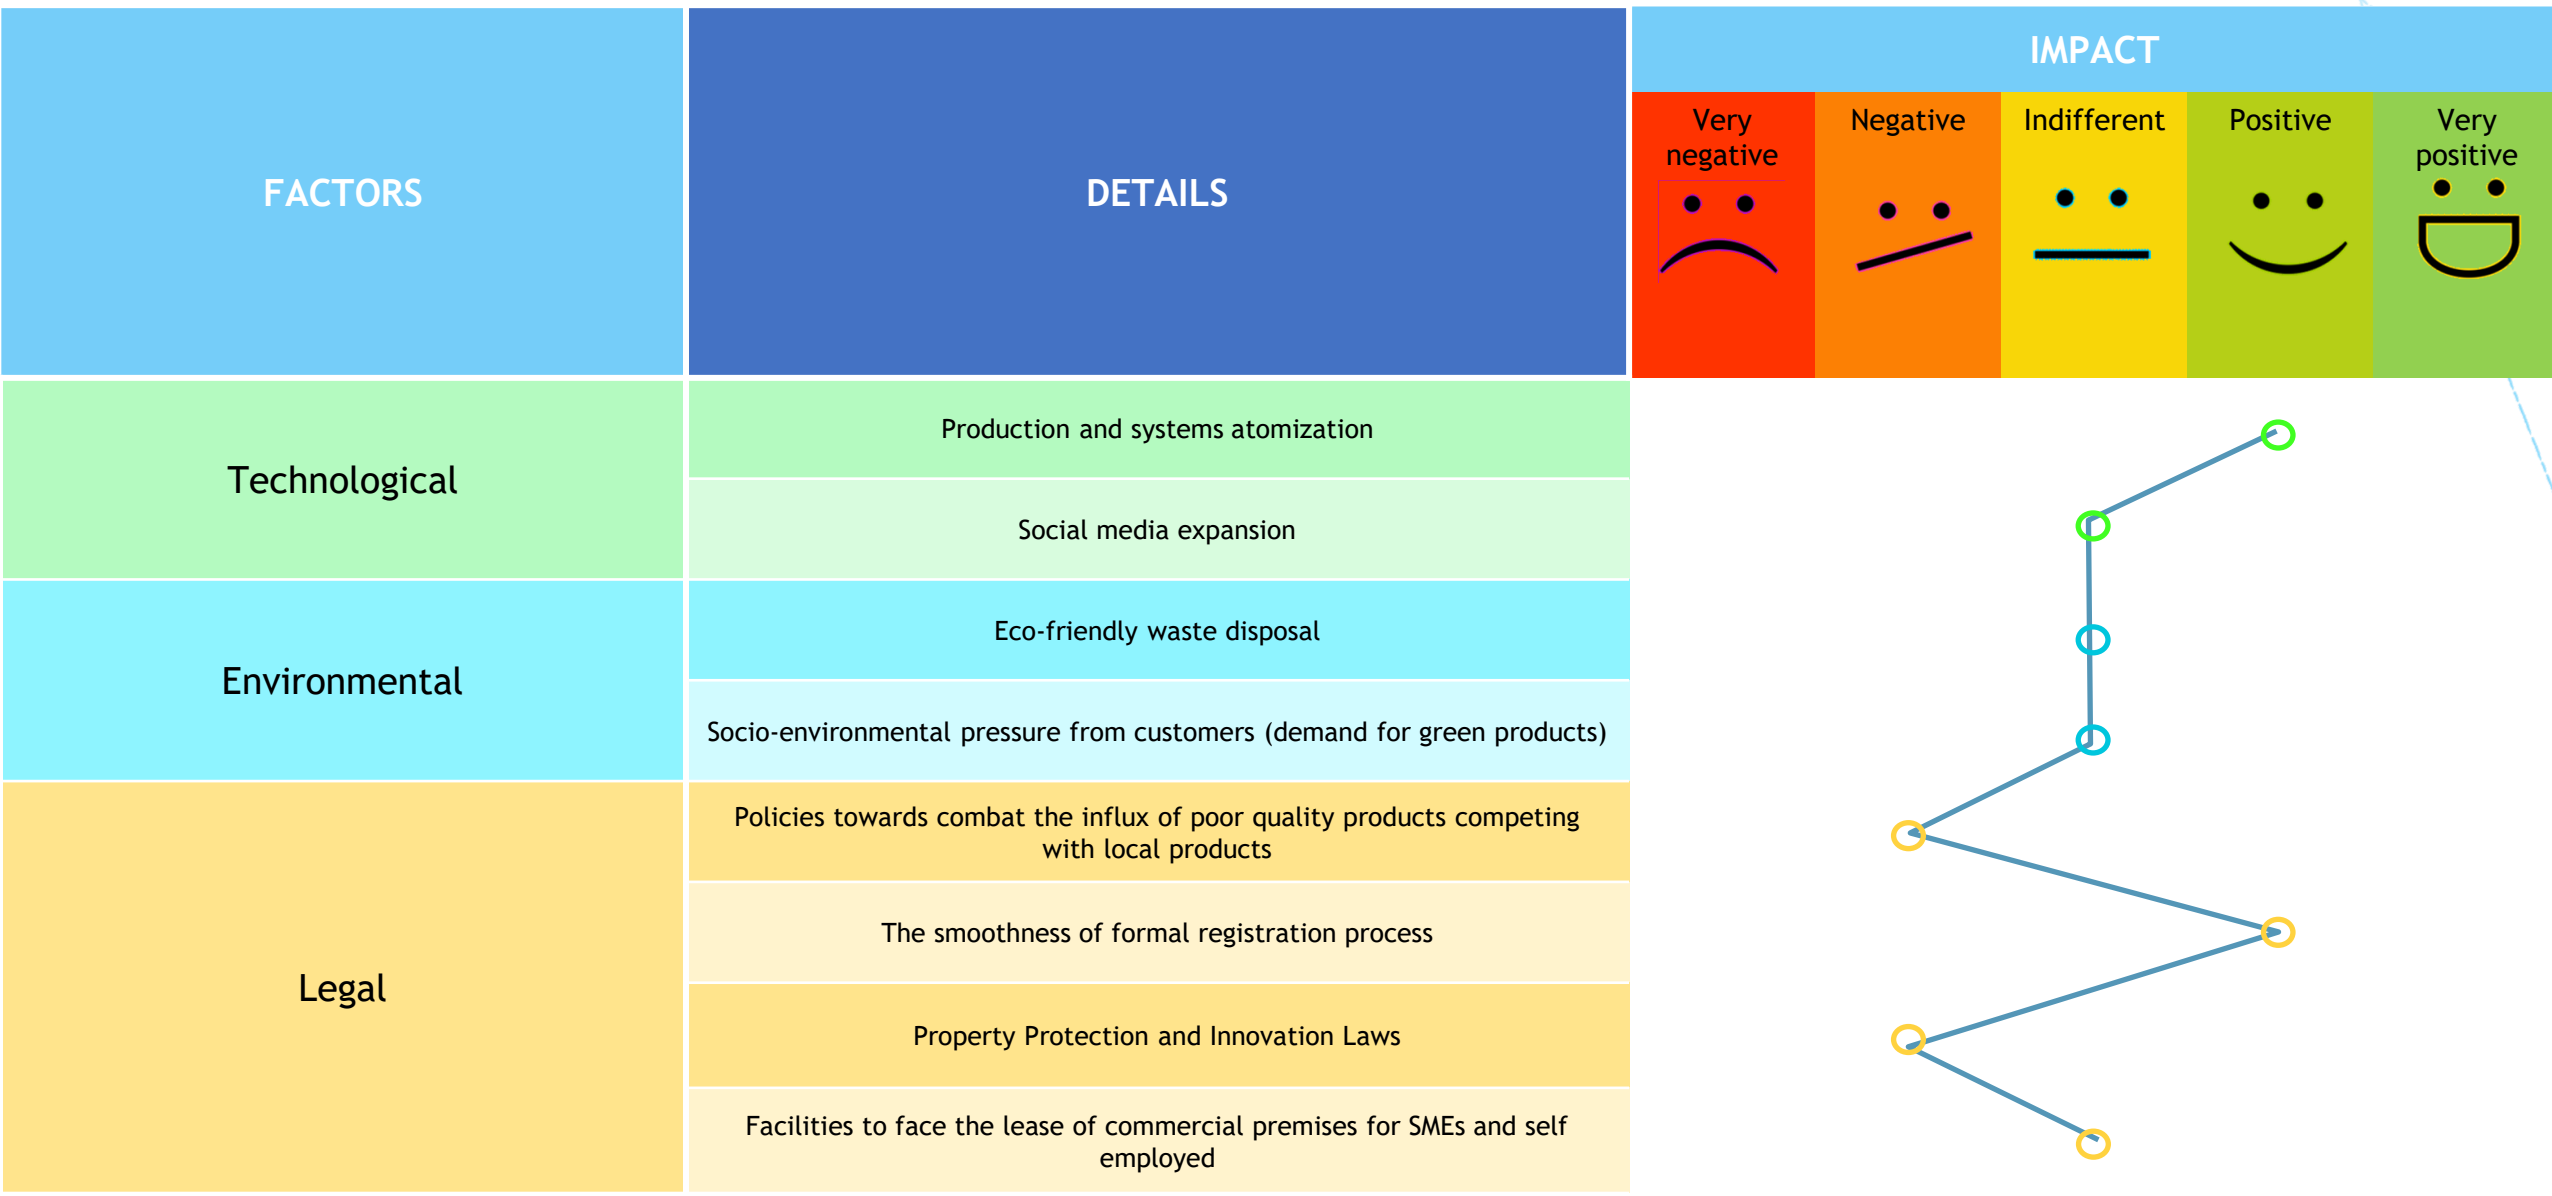 FACTORS
DETAILS
IMPACT
Very
negative
Negative
Indifferent
Positive
Very
positive
Technological
Production and systems atomization
Social media expansion
Environmental
Eco-friendly waste disposal
Socio-environmental pressure from customers (demand for green products)
Legal
Policies towards combat the influx of poor quality products competing
with local products
The smoothness of formal registration process
Property Protection and Innovation Laws
Facilities to face the lease of commercial premises for SMEs and self
employed